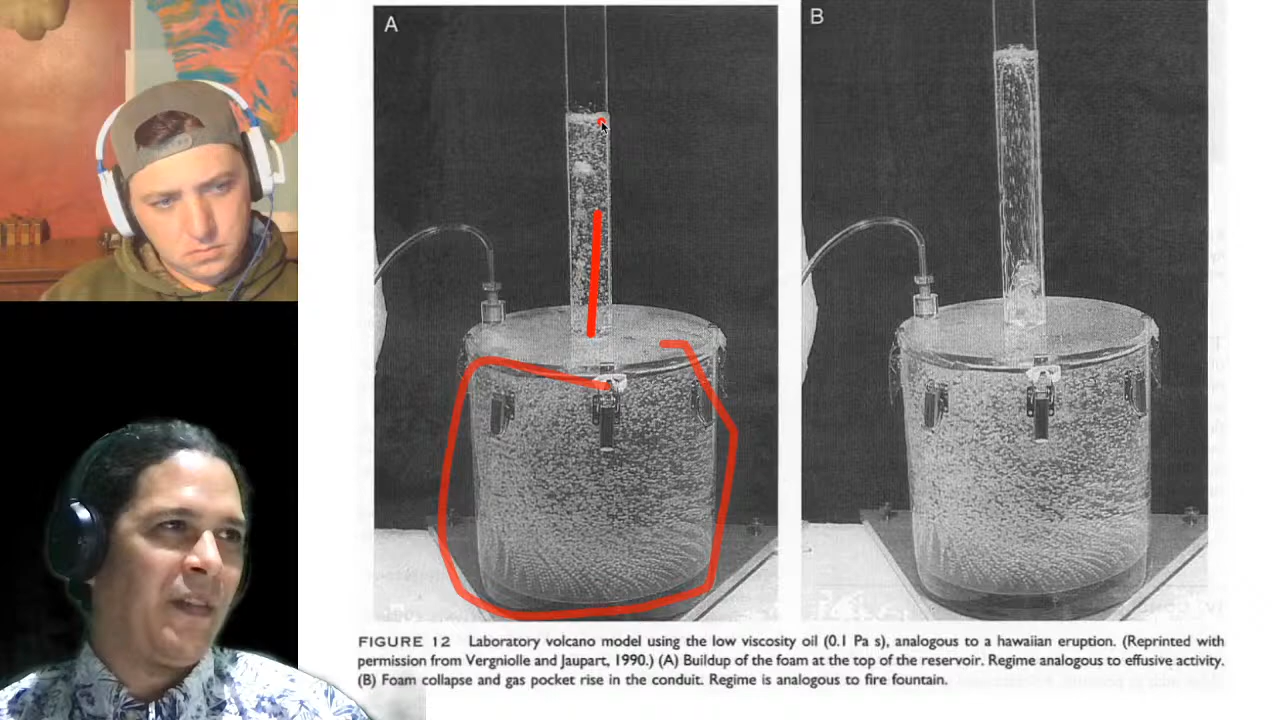 A
B
FIGURE 12 Laboratory volcano model using the low viscosity oil (0.1 Pa s), analogous to a hawaiian eruption. (Reprinted with
permission from Vergniolle and Jaupart, 1990.) (A) Buildup of the foam at the top of the reservoir. Regime analogous to effusive activity.
(B) Foam collapse and gas pocket rise in the conduit. Regime is analogous to fire fountain.